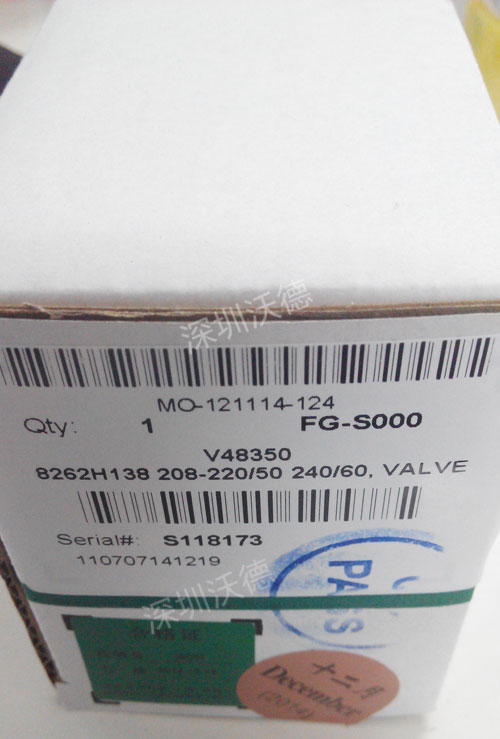 深圳沃德
MO-121114-124
Qty: 1 FG-S000
V48350
8262H138 208-220/50 240/60, VALVE
Serial#: S118173
110707141219
PASS
深圳沃德
十二月
December
(2014)